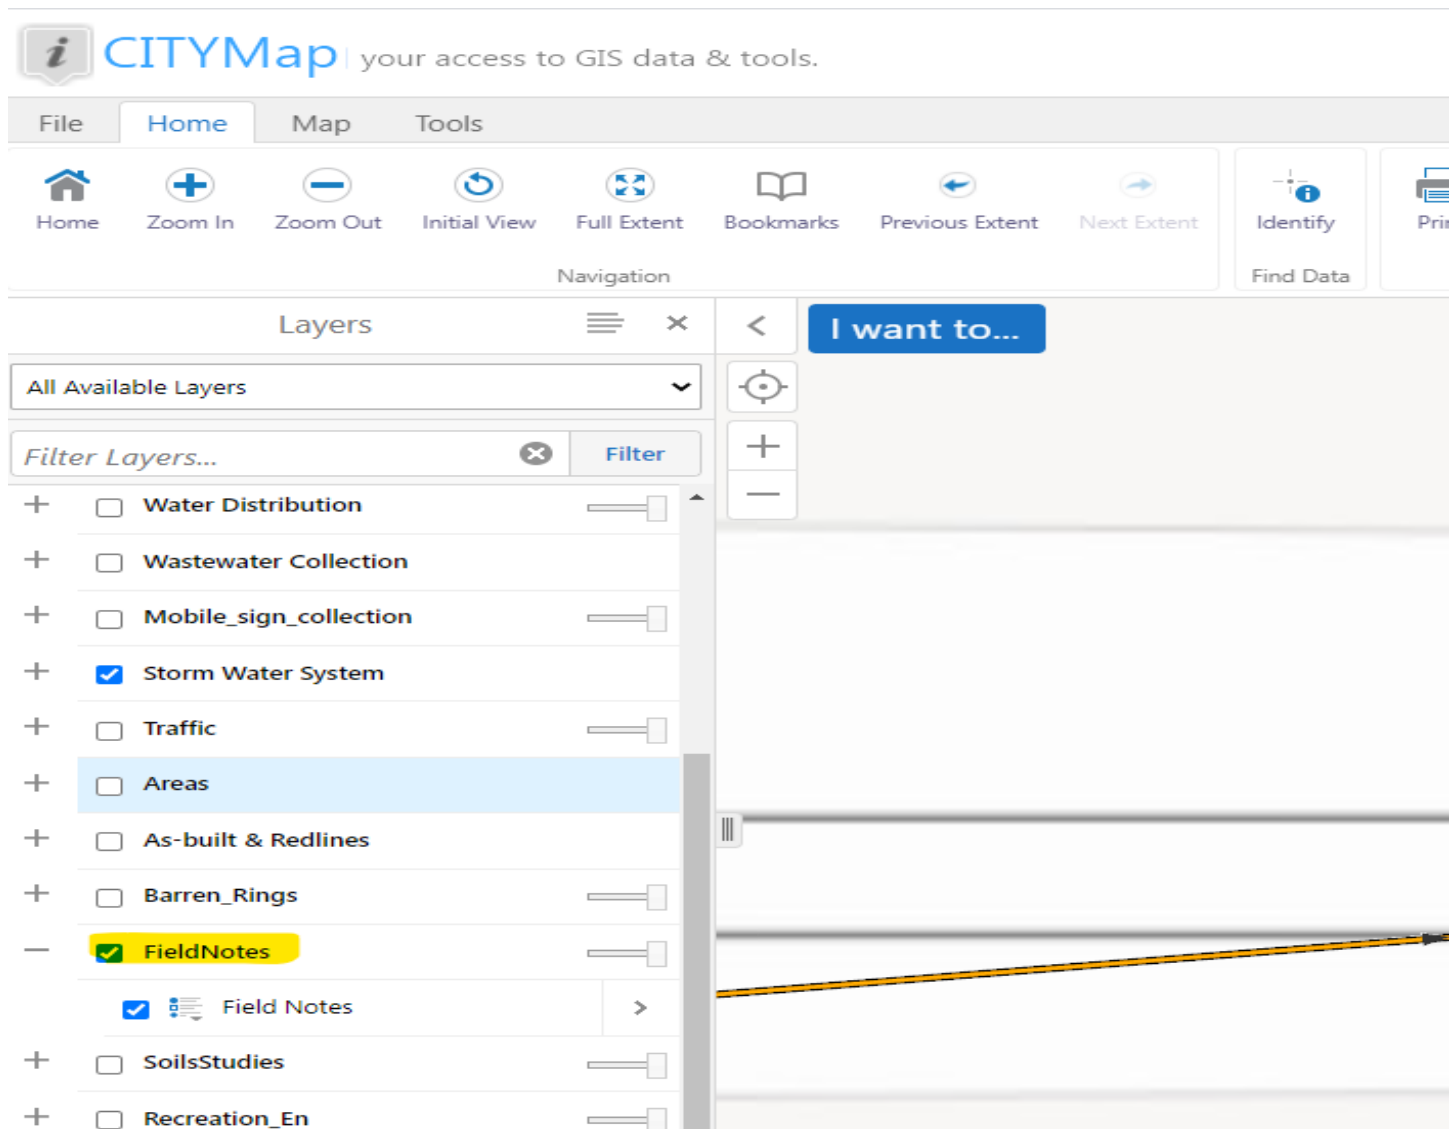 i CITYMap your access to GIS data & tools.
File Home Map Tools
Home Zoom In Zoom Out Initial View Full Extent Bookmarks Previous Extent Next Extent Identify
Navigation Find Data
Layers I want to...
All Available Layers
Filter Layers... Filter
Water Distribution
Wastewater Collection
Mobile_sign_collection
Storm Water System
Traffic
Areas
As-built & Redlines
Barren_Rings
FieldNotes
Field Notes
SoilsStudies
Recreation_En